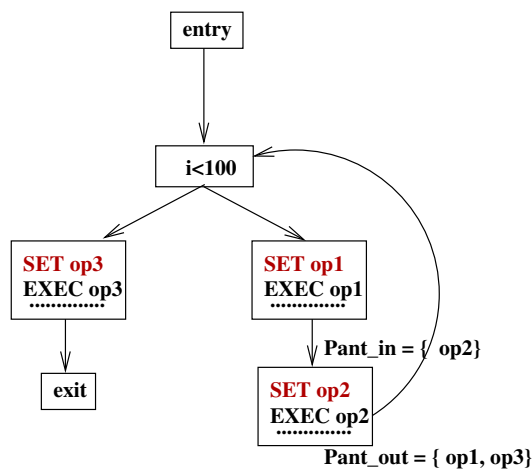 entry
i<100
SET op3
EXEC op3
SET op1
EXEC op1
Pant_in = { op2}
exit
SET op2
EXEC op2
Pant_out = { op1, op3}